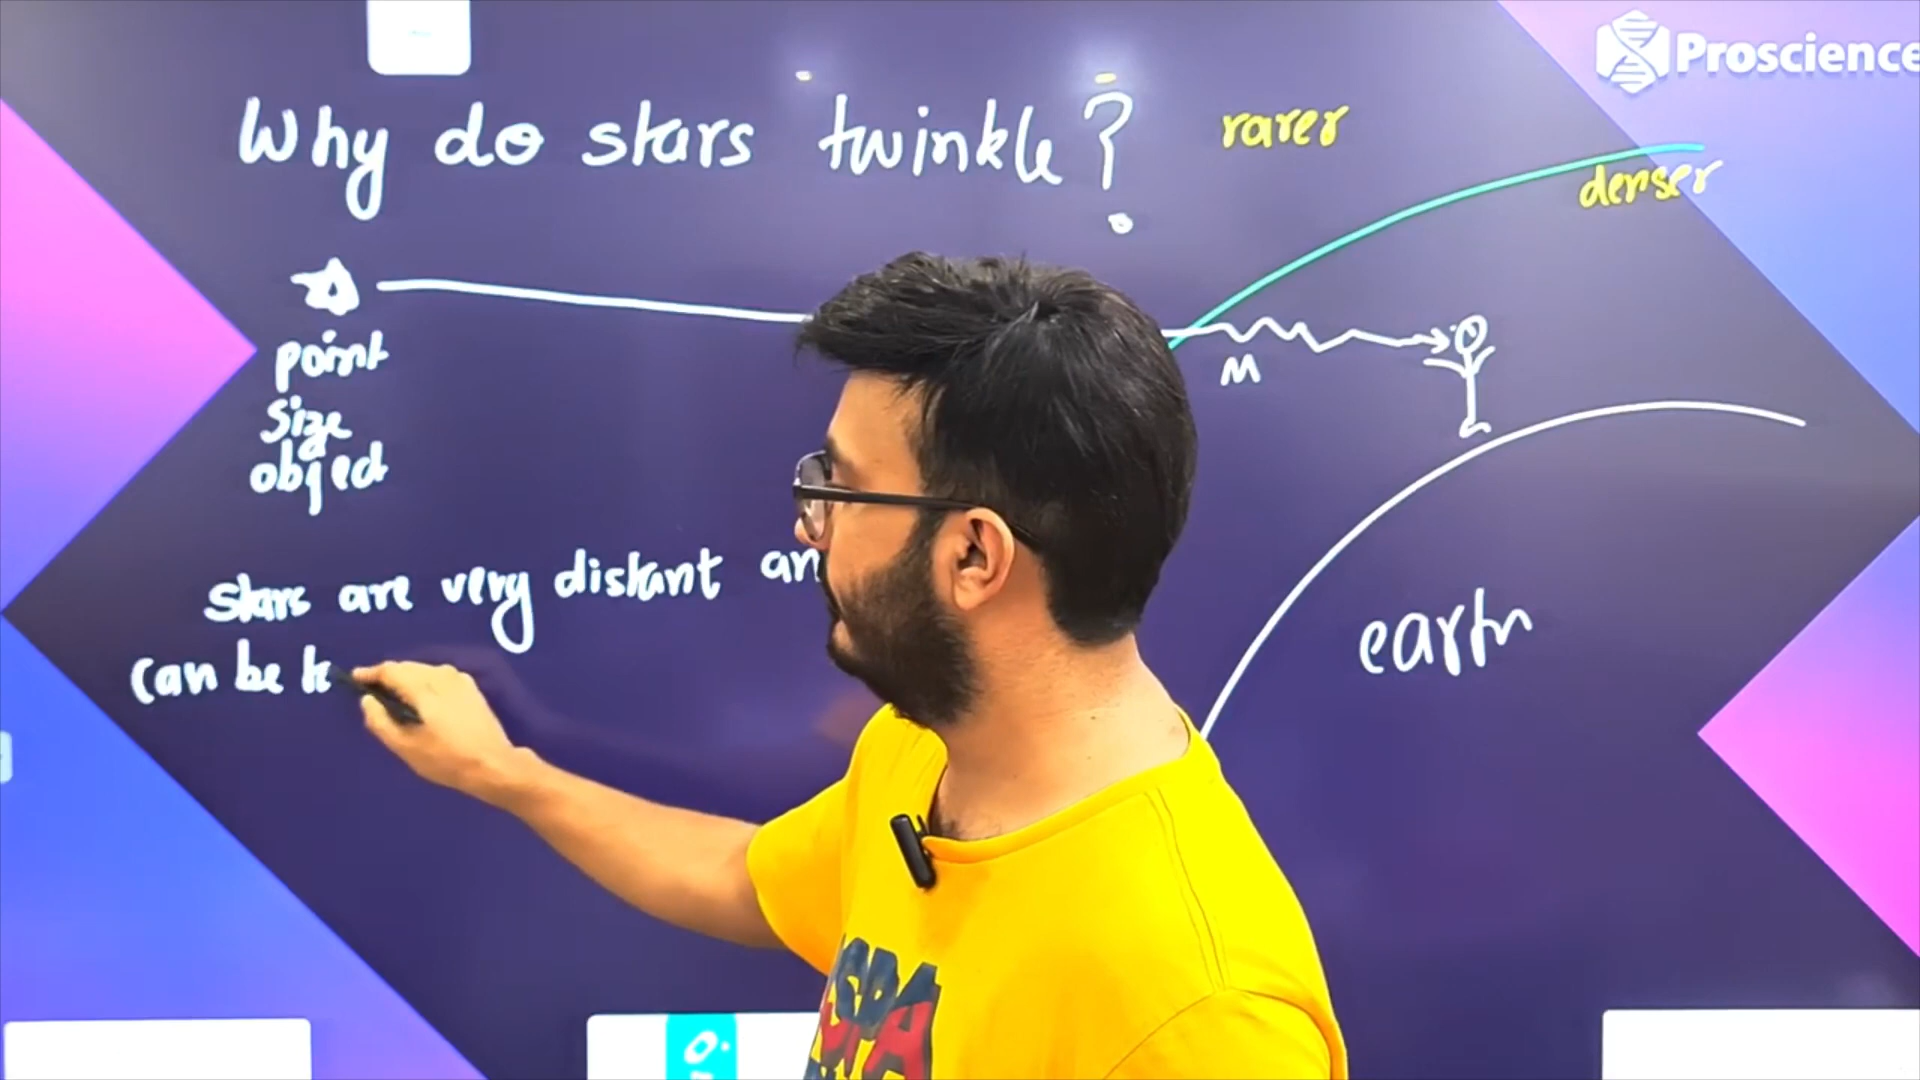 Proscience
Why do stars twinkle?
rarer
denser
point
size
object
M
stars are very distant an
can be
earth